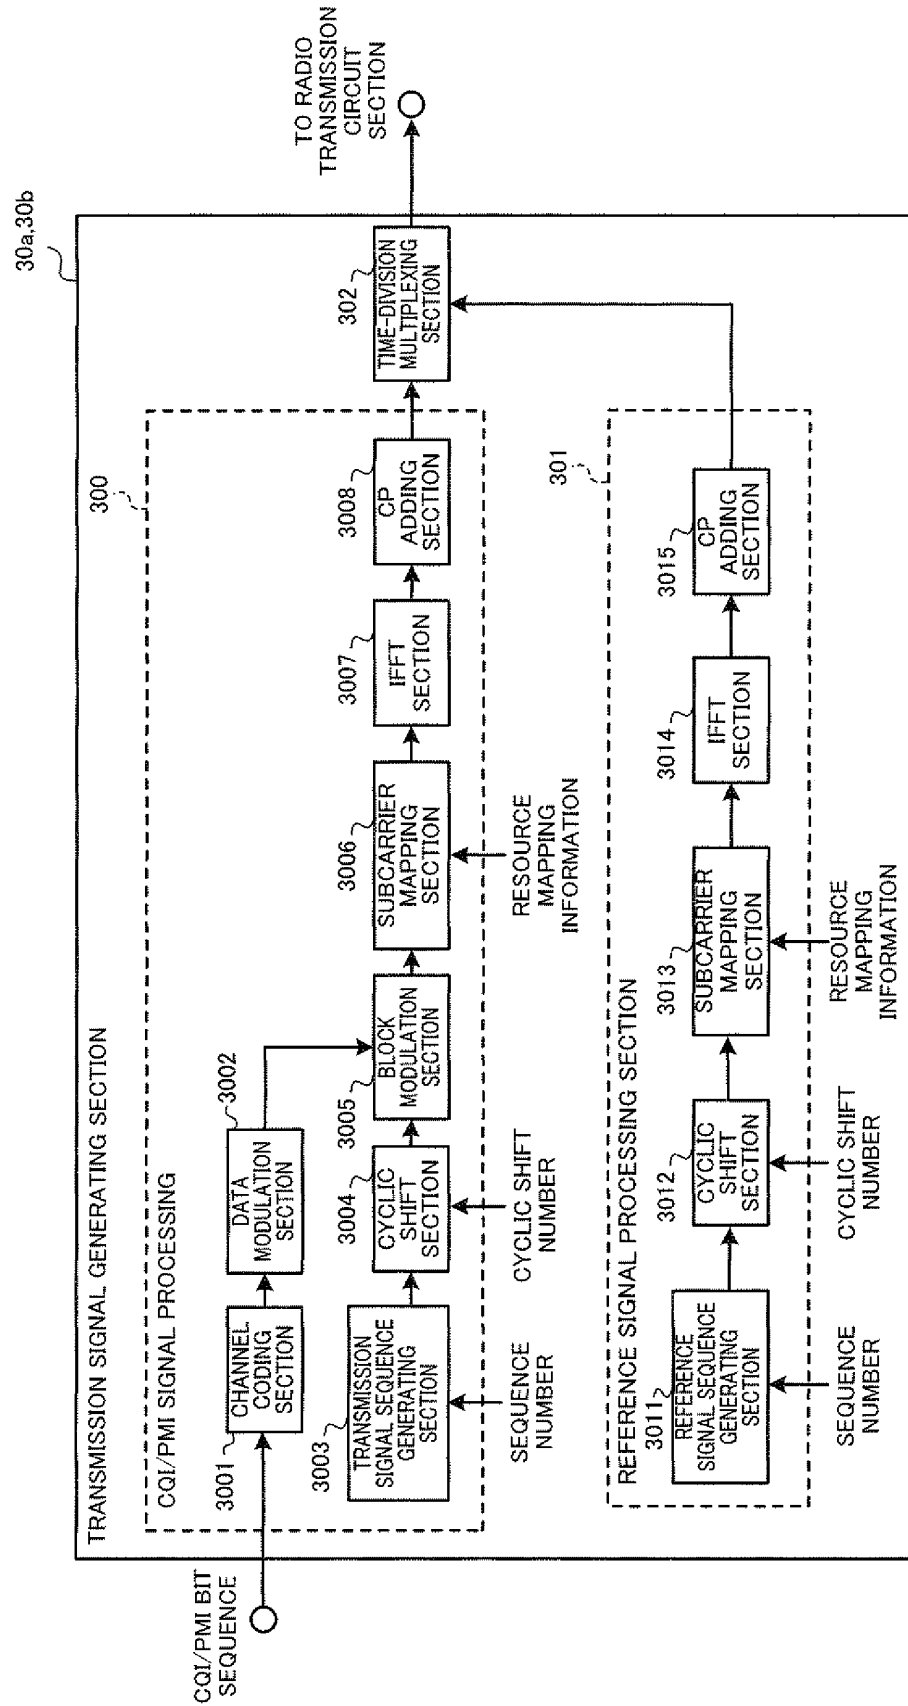 30a,30b
TRANSMISSION SIGNAL GENERATING SECTION
300
CQI/PMI SIGNAL PROCESSING
CQI/PMI BIT
SEQUENCE
3001
CHANNEL
CODING
SECTION
3002
DATA
MODULATION
SECTION
3003
TRANSMISSION
SIGNAL SEQUENCE
GENERATING
SECTION
SEQUENCE
NUMBER
3004
CYCLIC
SHIFT
SECTION
CYCLIC SHIFT
NUMBER
3005
BLOCK
MODULATION
SECTION
3006
SUBCARRIER
MAPPING
SECTION
RESOURCE
MAPPING
INFORMATION
3007
IFFT
SECTION
3008
CP
ADDING
SECTION
302
TIME-DIVISION
MULTIPLEXING
SECTION
TO RADIO
TRANSMISSION
CIRCUIT
SECTION
301
REFERENCE SIGNAL PROCESSING SECTION
3011
REFERENCE
SIGNAL SEQUENCE
GENERATING
SECTION
SEQUENCE
NUMBER
3012
CYCLIC
SHIFT
SECTION
CYCLIC SHIFT
NUMBER
3013
SUBCARRIER
MAPPING
SECTION
RESOURCE
MAPPING
INFORMATION
3014
IFFT
SECTION
3015
CP
ADDING
SECTION